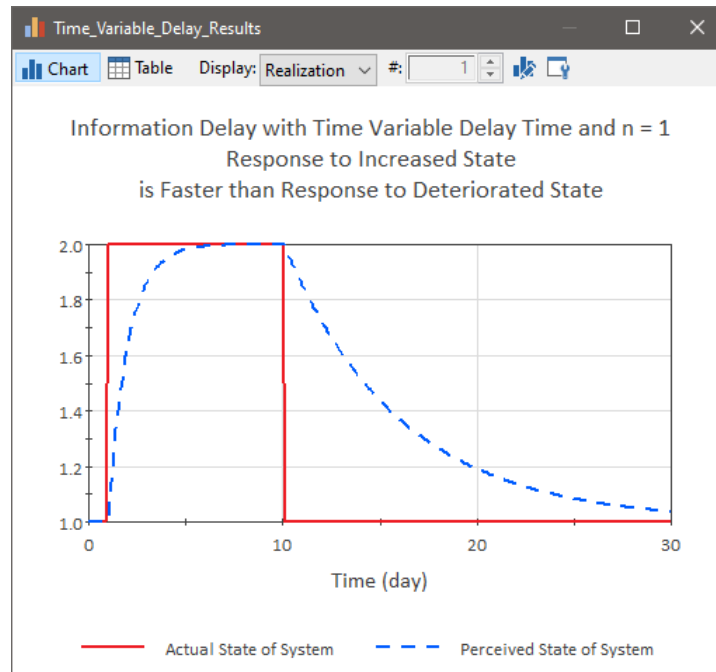 Time_Variable_Delay_Results
Chart Table Display: Realization #: 1
Information Delay with Time Variable Delay Time and n = 1
Response to Increased State
is Faster than Response to Deteriorated State
2.0
1.8
1.6
1.4
1.2
1.0
0 10 20 30
Time (day)
Actual State of System Perceived State of System